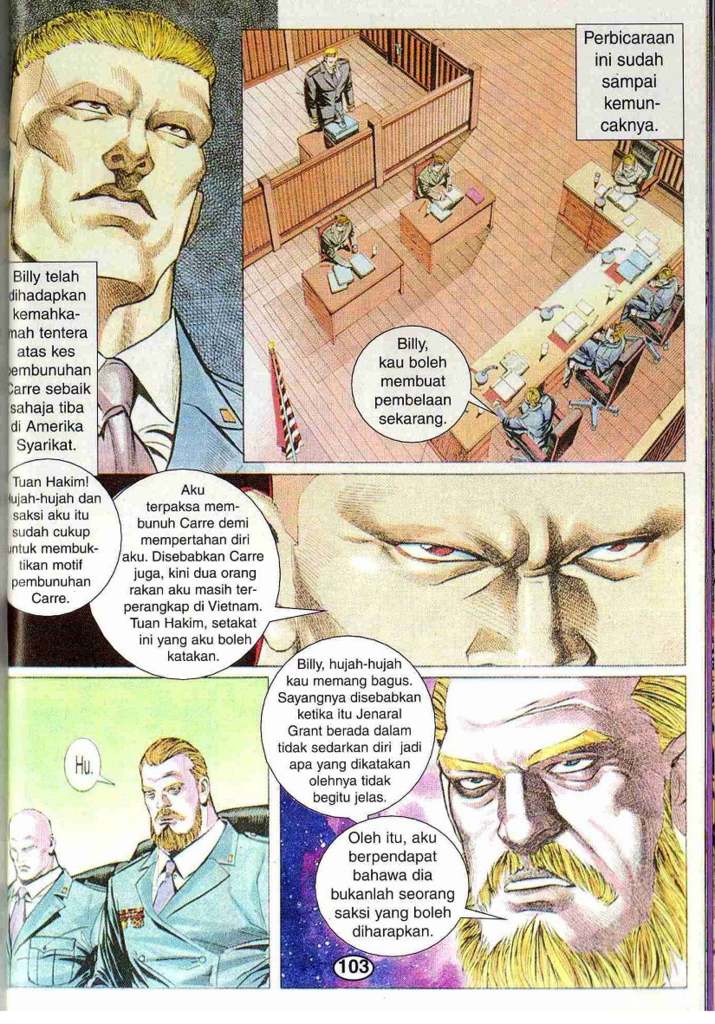 Perbicaraan
ini sudah
sampai
kemun-
caknya.
Billy telah
dihadapkan
kemahka-
mah tentera
atas kes
pembunuhan
Carre sebaik
sahaja tiba
di Amerika
Syarikat.
Billy,
kau boleh
membuat
pembelaan
sekarang.
Tuan Hakim!
Hujah-hujah dan
saksi aku itu
sudah cukup
untuk membuk-
tikan motif
pembunuhan
Carre.
Aku
terpaksa mem-
bunuh Carre demi
mempertahan diri
aku. Disebabkan Carre
juga, kini dua orang
rakan aku masih ter-
perangkap di Vietnam.
Tuan Hakim, setakat
ini yang aku boleh
katakan.
Billy, hujah-hujah
kau memang bagus.
Sayangnya disebabkan
ketika itu Jenaral
Grant berada dalam
tidak sedarkan diri jadi
apa yang dikatakan
olehnya tidak
begitu jelas.
Hu.
Oleh itu, aku
berpendapat
bahawa dia
bukanlah seorang
saksi yang boleh
diharapkan.
103